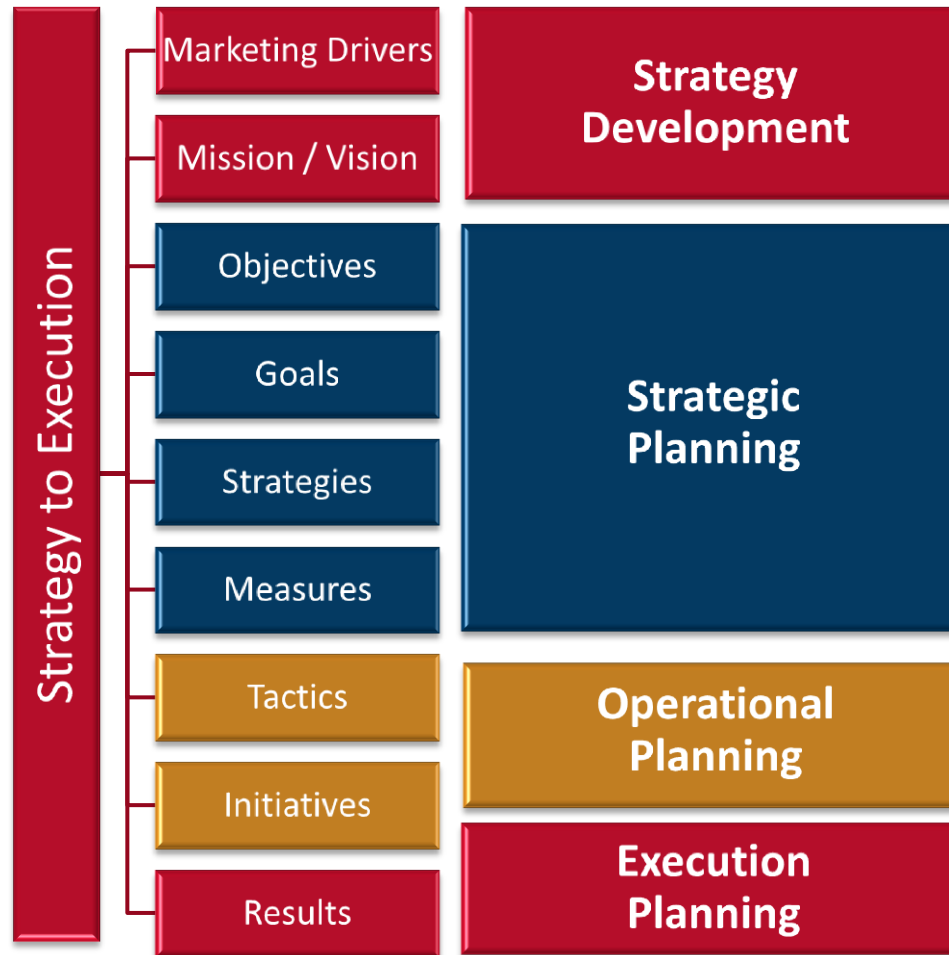 Strategy to Execution
Marketing Drivers
Mission / Vision
Objectives
Goals
Strategies
Measures
Tactics
Initiatives
Results
Strategy
Development
Strategic
Planning
Operational
Planning
Execution
Planning